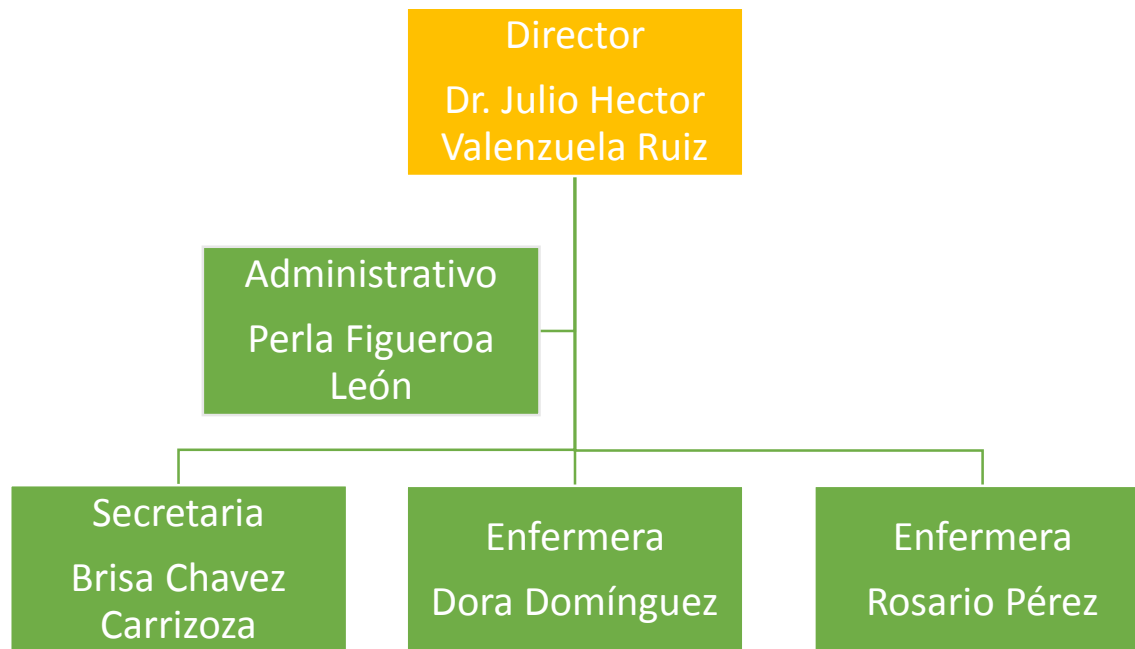 Director
Dr. Julio Hector
Valenzuela Ruiz
Administrativo
Perla Figueroa
León
Secretaria
Brisa Chavez
Carrizoza
Enfermera
Dora Domínguez
Enfermera
Rosario Pérez